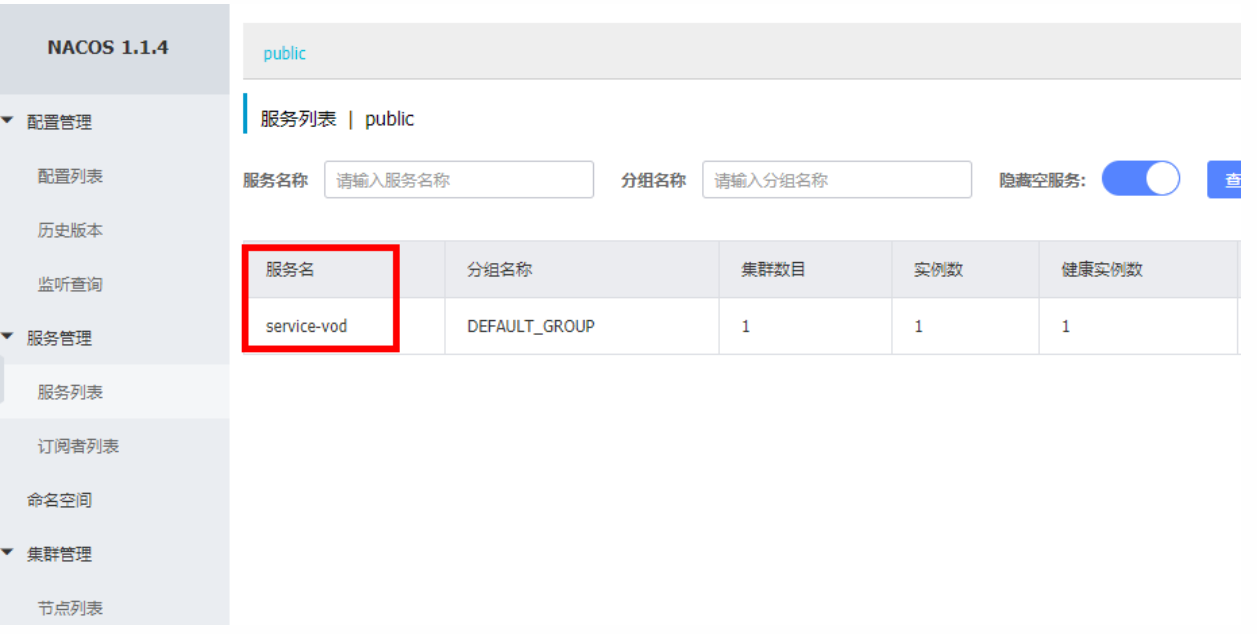 NACOS 1.1.4
public
配置管理
服务列表 | public
配置列表
服务名称 请输入服务名称 分组名称 请输入分组名称 隐藏空服务: 查
历史版本
服务名 分组名称 集群数目 实例数 健康实例数
监听查询
service-vod DEFAULT_GROUP 1 1 1
服务管理
服务列表
订阅者列表
命名空间
集群管理
节点列表